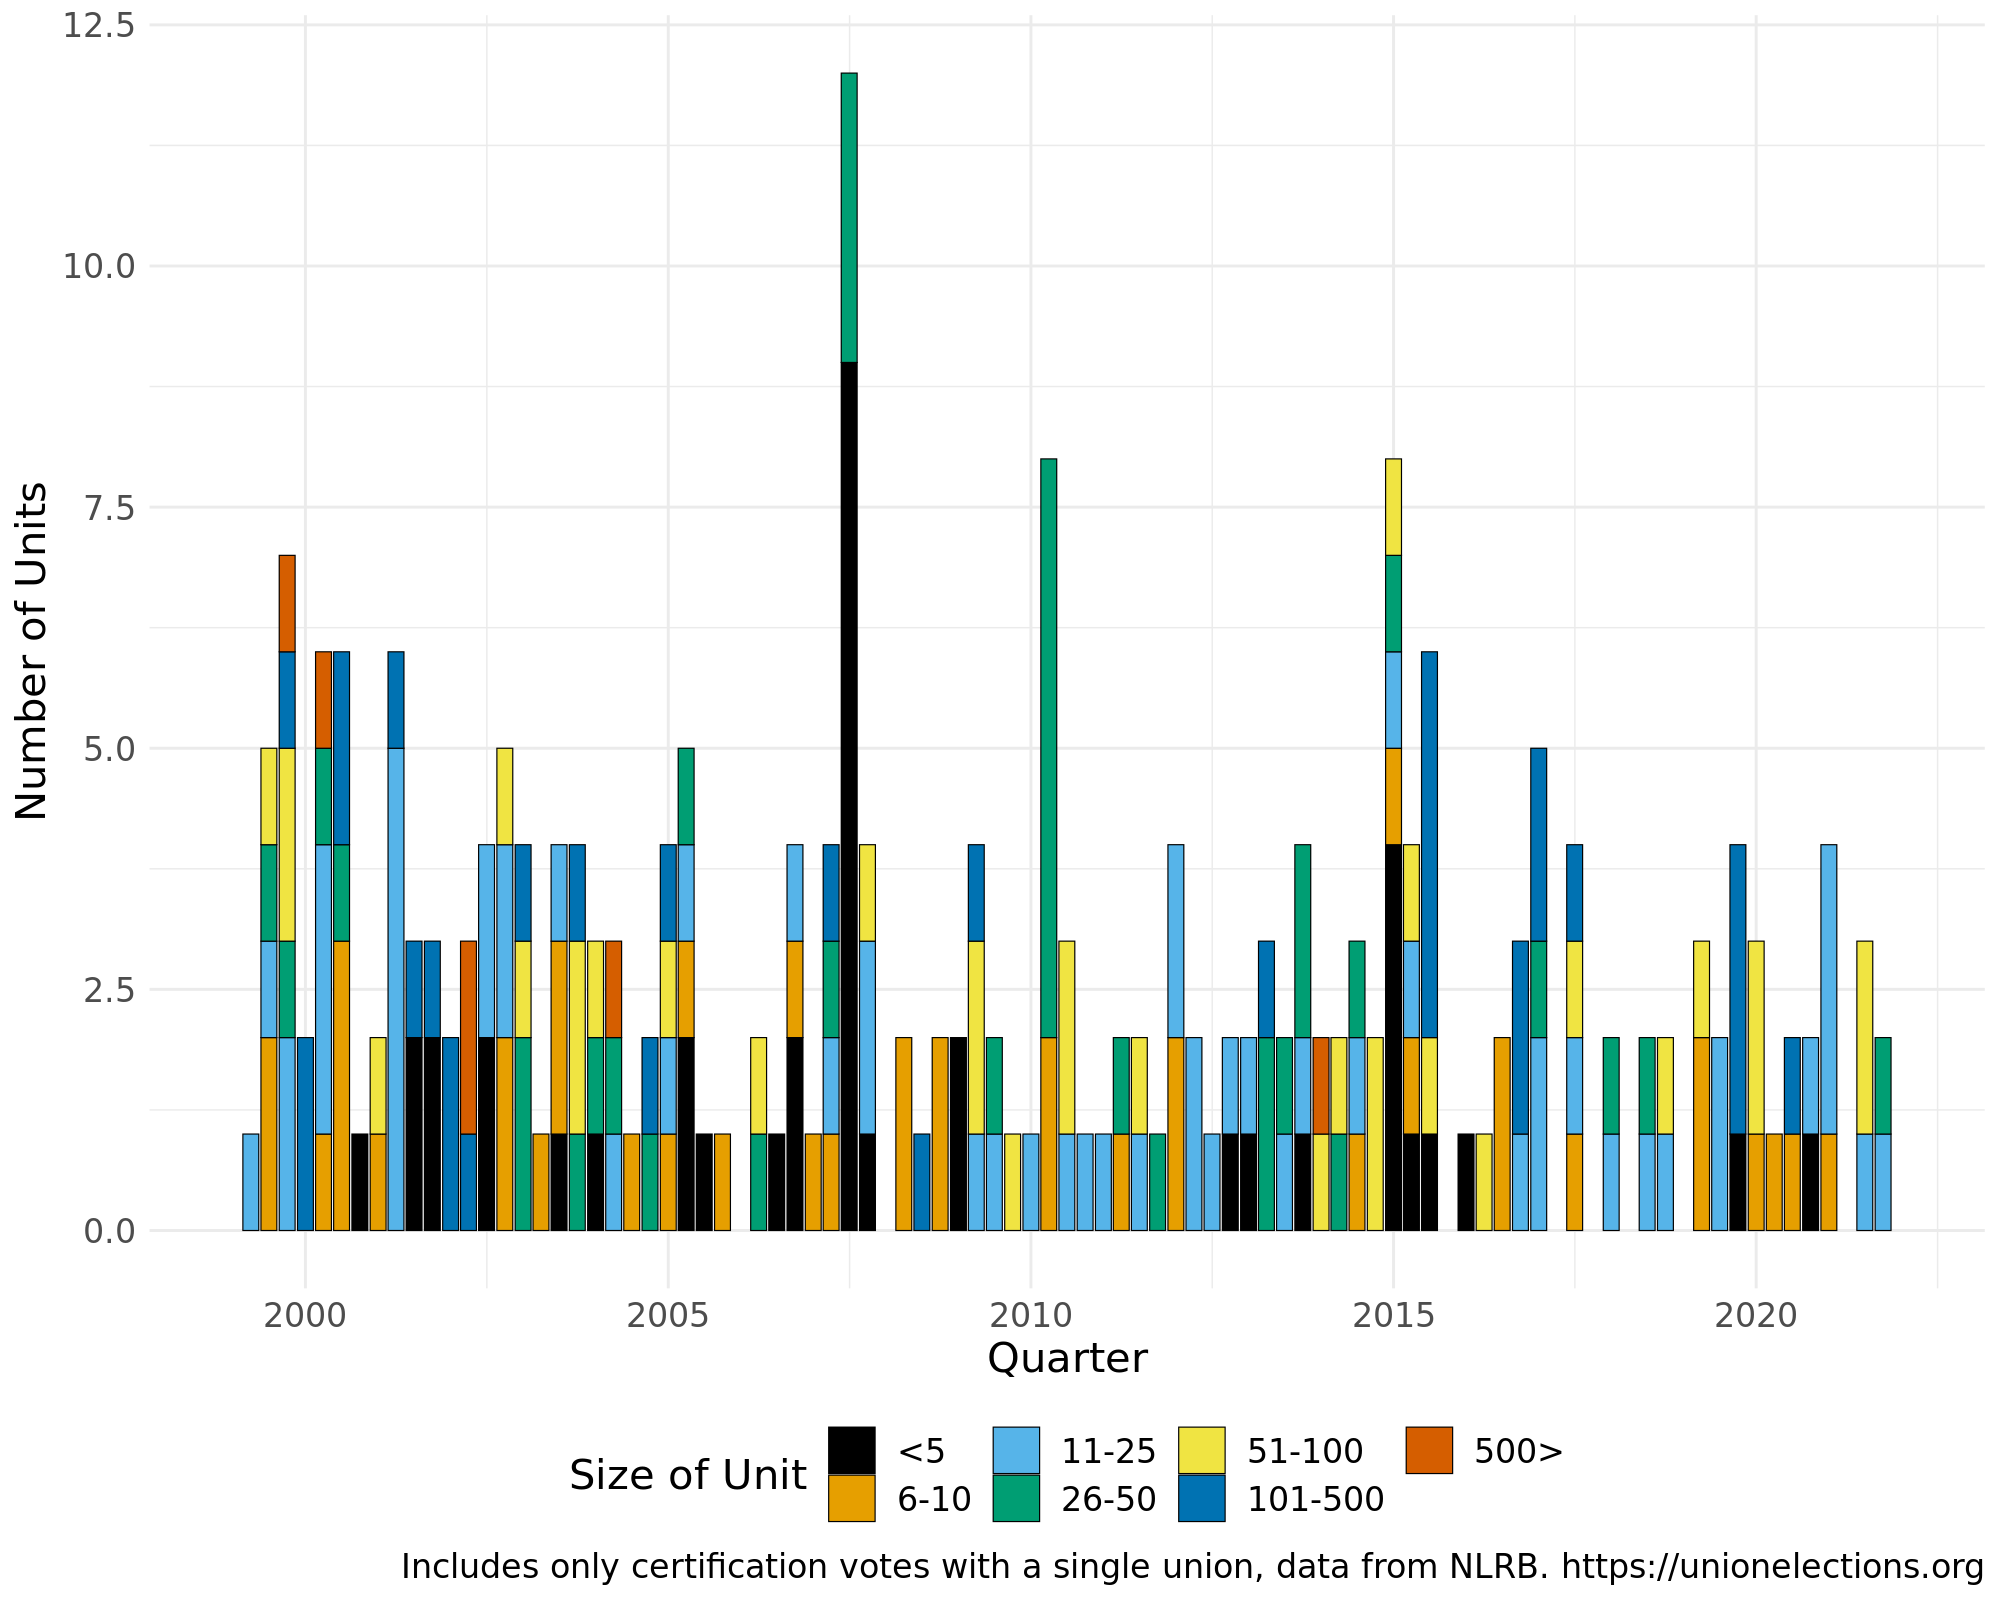 12.5
10.0
7.5
5.0
2.5
0.0
Number of Units
2000 2005 2010 2015 2020
Quarter
Size of Unit
<5 11-25 51-100 500>
6-10 26-50 101-500
Includes only certification votes with a single union, data from NLRB. https://unionelections.org